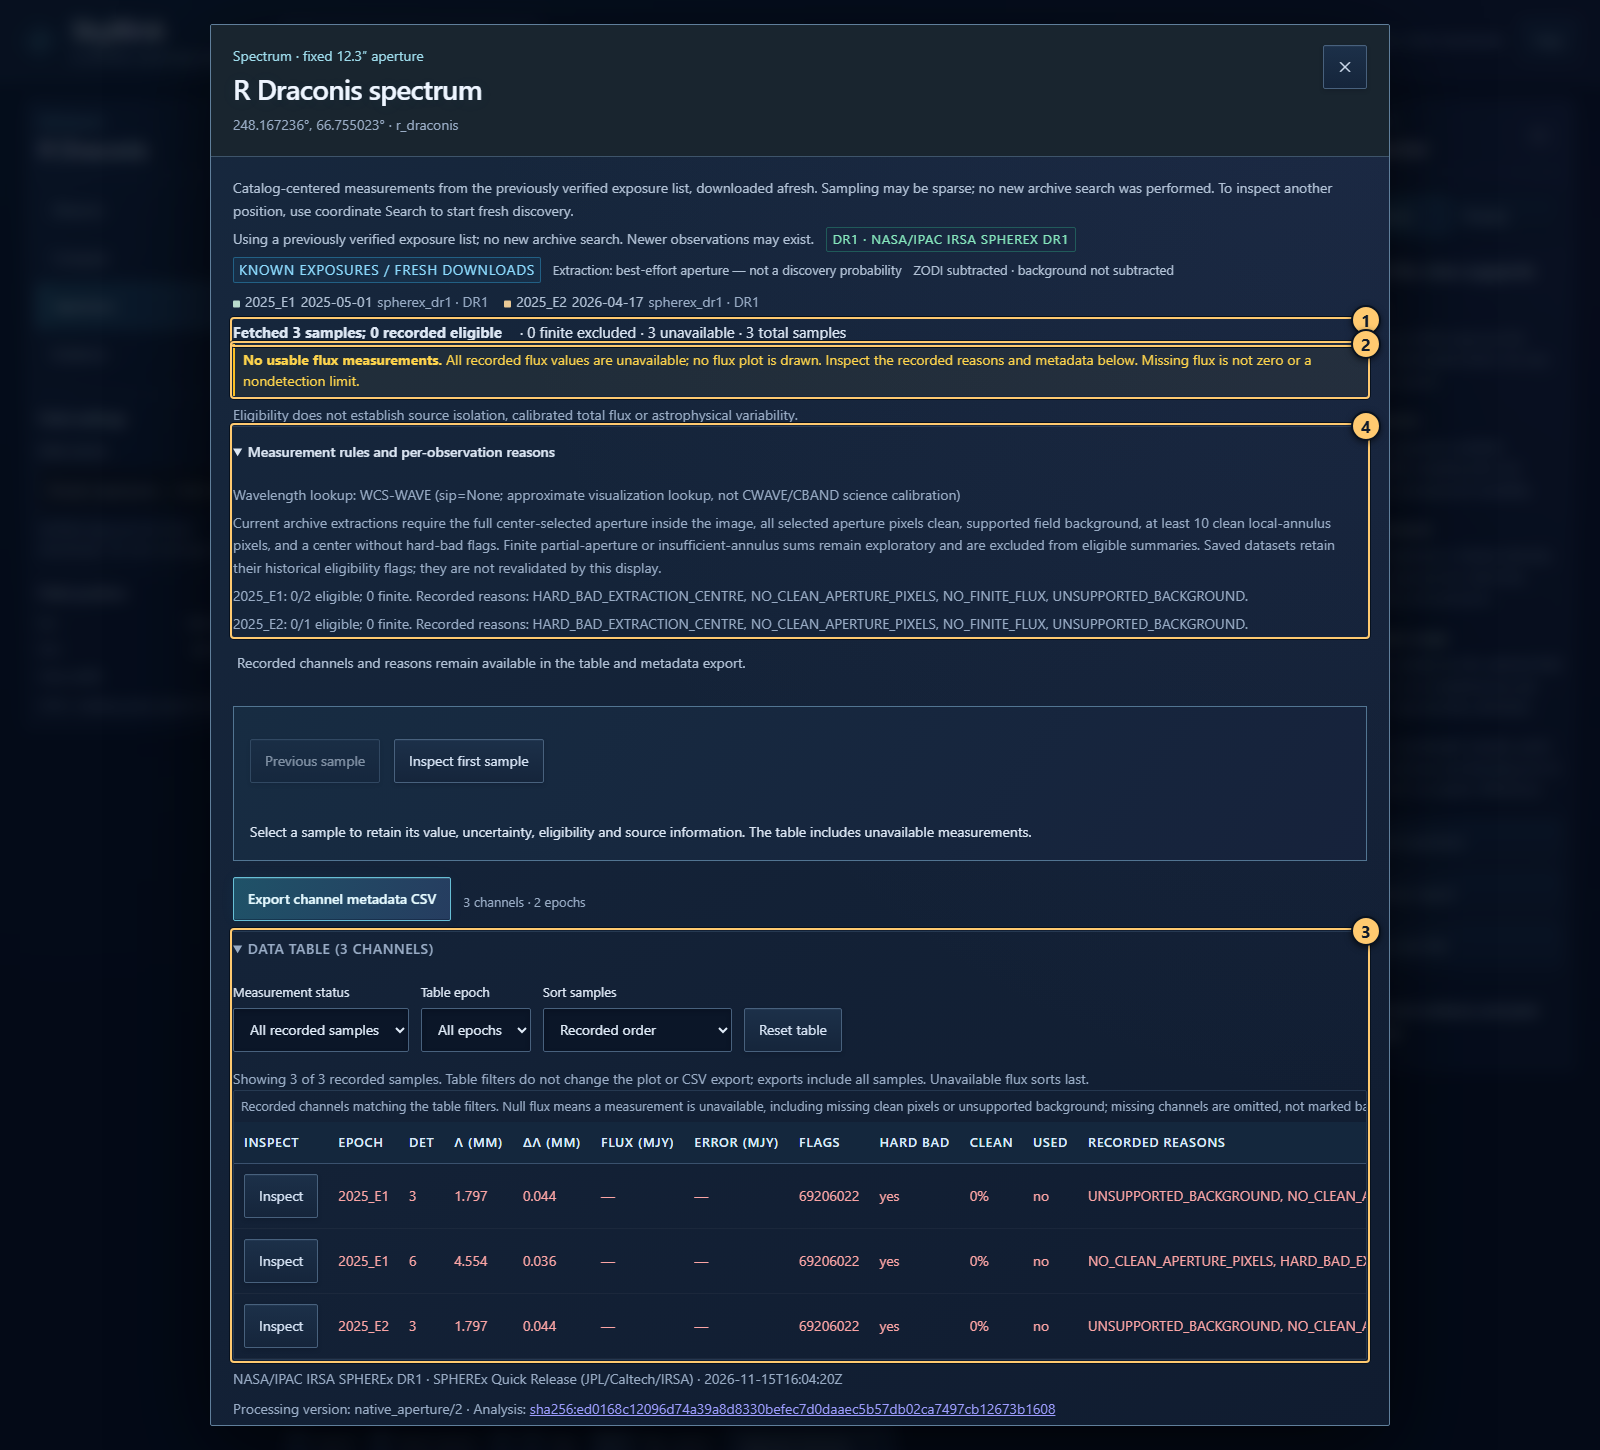 Spectrum · fixed 12.3″ aperture
R Draconis spectrum
248.167236°, 66.755023° · r_draconis
×
Catalog-centered measurements from the previously verified exposure list, downloaded afresh. Sampling may be sparse; no new archive search was performed. To inspect another
position, use coordinate Search to start fresh discovery.
Using a previously verified exposure list; no new archive search. Newer observations may exist. DR1 · NASA/IPAC IRSA SPHEREX DR1
KNOWN EXPOSURES / FRESH DOWNLOADS Extraction: best-effort aperture — not a discovery probability ZODI subtracted · background not subtracted
2025_E1 2025-05-01 spherex_dr1 · DR1 2025_E2 2026-04-17 spherex_dr1 · DR1
1
Fetched 3 samples; 0 recorded eligible · 0 finite excluded · 3 unavailable · 3 total samples
2
No usable flux measurements. All recorded flux values are unavailable; no flux plot is drawn. Inspect the recorded reasons and metadata below. Missing flux is not zero or a
nondetection limit.
Eligibility does not establish source isolation, calibrated total flux or astrophysical variability.
4
▼ Measurement rules and per-observation reasons
Wavelength lookup: WCS-WAVE (sip=None; approximate visualization lookup, not CWAVE/CBAND science calibration)
Current archive extractions require the full center-selected aperture inside the image, all selected aperture pixels clean, supported field background, at least 10 clean local-annulus
pixels, and a center without hard-bad flags. Finite partial-aperture or insufficient-annulus sums remain exploratory and are excluded from eligible summaries. Saved datasets retain
their historical eligibility flags; they are not revalidated by this display.
2025_E1: 0/2 eligible; 0 finite. Recorded reasons: HARD_BAD_EXTRACTION_CENTRE, NO_CLEAN_APERTURE_PIXELS, NO_FINITE_FLUX, UNSUPPORTED_BACKGROUND.
2025_E2: 0/1 eligible; 0 finite. Recorded reasons: HARD_BAD_EXTRACTION_CENTRE, NO_CLEAN_APERTURE_PIXELS, NO_FINITE_FLUX, UNSUPPORTED_BACKGROUND.
Recorded channels and reasons remain available in the table and metadata export.
Previous sample Inspect first sample
Select a sample to retain its value, uncertainty, eligibility and source information. The table includes unavailable measurements.
Export channel metadata CSV 3 channels · 2 epochs
3
▼ DATA TABLE (3 CHANNELS)
Measurement status Table epoch Sort samples
All recorded samples All epochs Recorded order Reset table
Showing 3 of 3 recorded samples. Table filters do not change the plot or CSV export; exports include all samples. Unavailable flux sorts last.
Recorded channels matching the table filters. Null flux means a measurement is unavailable, including missing clean pixels or unsupported background; missing channels are omitted, not marked ba
INSPECT EPOCH DET Λ (ΜM) ΔΛ (ΜM) FLUX (MJY) ERROR (MJY) FLAGS HARD BAD CLEAN USED RECORDED REASONS
Inspect 2025_E1 3 1.797 0.044 — — 69206022 yes 0% no UNSUPPORTED_BACKGROUND, NO_CLEAN_A
Inspect 2025_E1 6 4.554 0.036 — — 69206022 yes 0% no NO_CLEAN_APERTURE_PIXELS, HARD_BAD_EX
Inspect 2025_E2 3 1.797 0.044 — — 69206022 yes 0% no UNSUPPORTED_BACKGROUND, NO_CLEAN_A
NASA/IPAC IRSA SPHEREx DR1 · SPHEREx Quick Release (JPL/Caltech/IRSA) · 2026-11-15T16:04:20Z
Processing version: native_aperture/2 · Analysis: sha256:ed0168c12096d74a39a8d8330befec7d0daaec5b57db02ca7497cb12673b1608